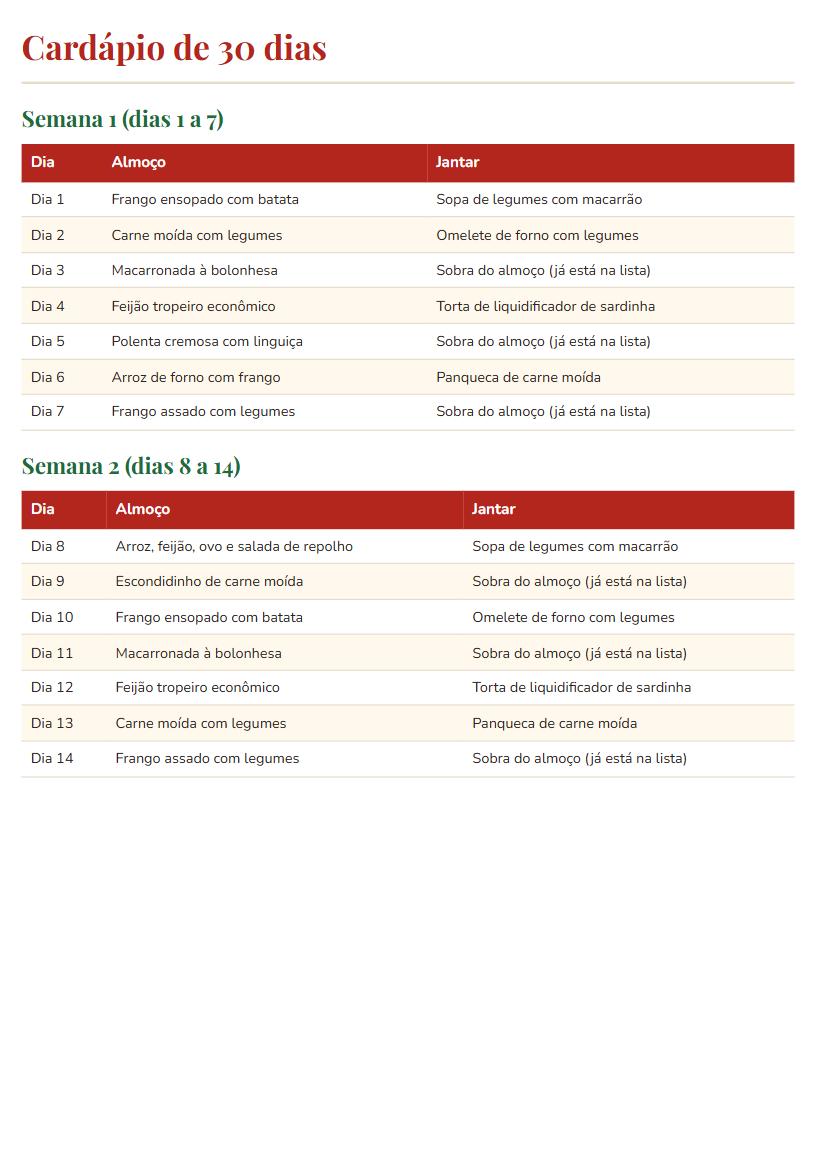 Cardápio de 30 dias
Semana 1 (dias 1 a 7)
Dia Almoço Jantar
Dia 1 Frango ensopado com batata Sopa de legumes com macarrão
Dia 2 Carne moída com legumes Omelete de forno com legumes
Dia 3 Macarronada à bolonhesa Sobra do almoço (já está na lista)
Dia 4 Feijão tropeiro econômico Torta de liquidificador de sardinha
Dia 5 Polenta cremosa com linguiça Sobra do almoço (já está na lista)
Dia 6 Arroz de forno com frango Panqueca de carne moída
Dia 7 Frango assado com legumes Sobra do almoço (já está na lista)
Semana 2 (dias 8 a 14)
Dia Almoço Jantar
Dia 8 Arroz, feijão, ovo e salada de repolho Sopa de legumes com macarrão
Dia 9 Escondidinho de carne moída Sobra do almoço (já está na lista)
Dia 10 Frango ensopado com batata Omelete de forno com legumes
Dia 11 Macarronada à bolonhesa Sobra do almoço (já está na lista)
Dia 12 Feijão tropeiro econômico Torta de liquidificador de sardinha
Dia 13 Carne moída com legumes Panqueca de carne moída
Dia 14 Frango assado com legumes Sobra do almoço (já está na lista)